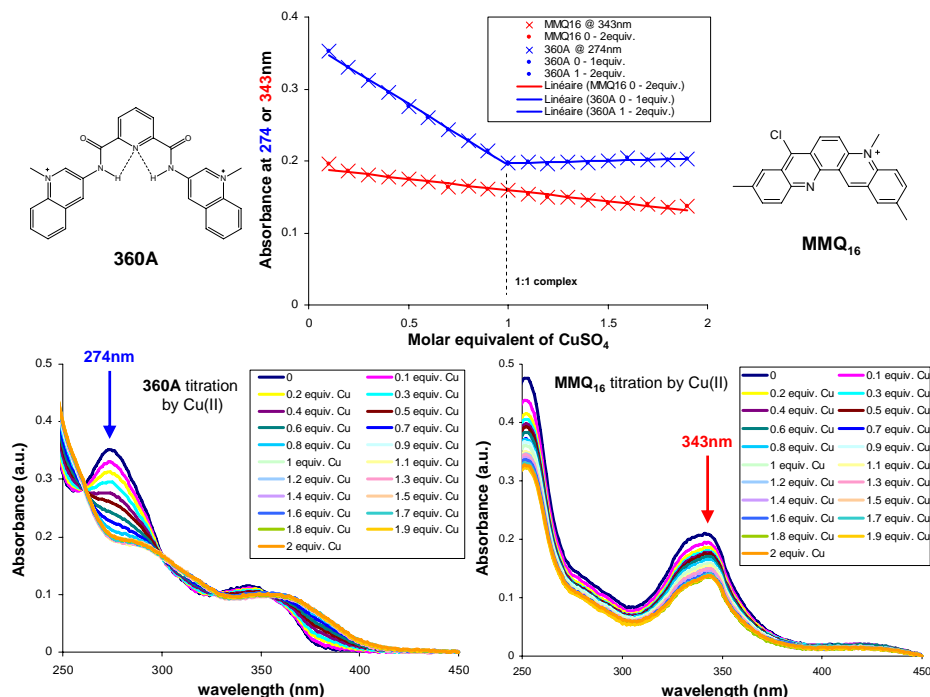 O
N
H
N
O
N
H
N+
N+
360A
Absorbance at 274 or 343nm
0.4
0.3
0.2
0.1
0
0
0.5
1
1.5
2
Molar equivalent of CuSO4
1:1 complex
MMQ16 @ 343nm
MMQ16 0 - 2equiv.
360A @ 274nm
360A 0 - 1equiv.
360A 1 - 2equiv.
Linéaire (MMQ16 0 - 2equiv.)
Linéaire (360A 0 - 1equiv.)
Linéaire (360A 1 - 2equiv.)
Cl
N+
N
MMQ16
274nm
360A titration
by Cu(II)
0
0.1 equiv. Cu
0.2 equiv. Cu
0.3 equiv. Cu
0.4 equiv. Cu
0.5 equiv. Cu
0.6 equiv. Cu
0.7 equiv. Cu
0.8 equiv. Cu
0.9 equiv. Cu
1 equiv. Cu
1.1 equiv. Cu
1.2 equiv. Cu
1.3 equiv. Cu
1.4 equiv. Cu
1.5 equiv. Cu
1.6 equiv. Cu
1.7 equiv. Cu
1.8 equiv. Cu
1.9 equiv. Cu
2 equiv. Cu
Absorbance (a.u.)
0.5
0.4
0.3
0.2
0.1
0
250
300
350
400
450
wavelength (nm)
MMQ16 titration by Cu(II)
343nm
0
0.1 equiv. Cu
0.2 equiv. Cu
0.3 equiv. Cu
0.4 equiv. Cu
0.5 equiv. Cu
0.6 equiv. Cu
0.7 equiv. Cu
0.8 equiv. Cu
0.9 equiv. Cu
1 equiv. Cu
1.1 equiv. Cu
1.2 equiv. Cu
1.3 equiv. Cu
1.4 equiv. Cu
1.5 equiv. Cu
1.6 equiv. Cu
1.7 equiv. Cu
1.8 equiv. Cu
1.9 equiv. Cu
2 equiv. Cu
Absorbance (a.u.)
0.5
0.4
0.3
0.2
0.1
0
250
300
350
400
450
wavelength (nm)